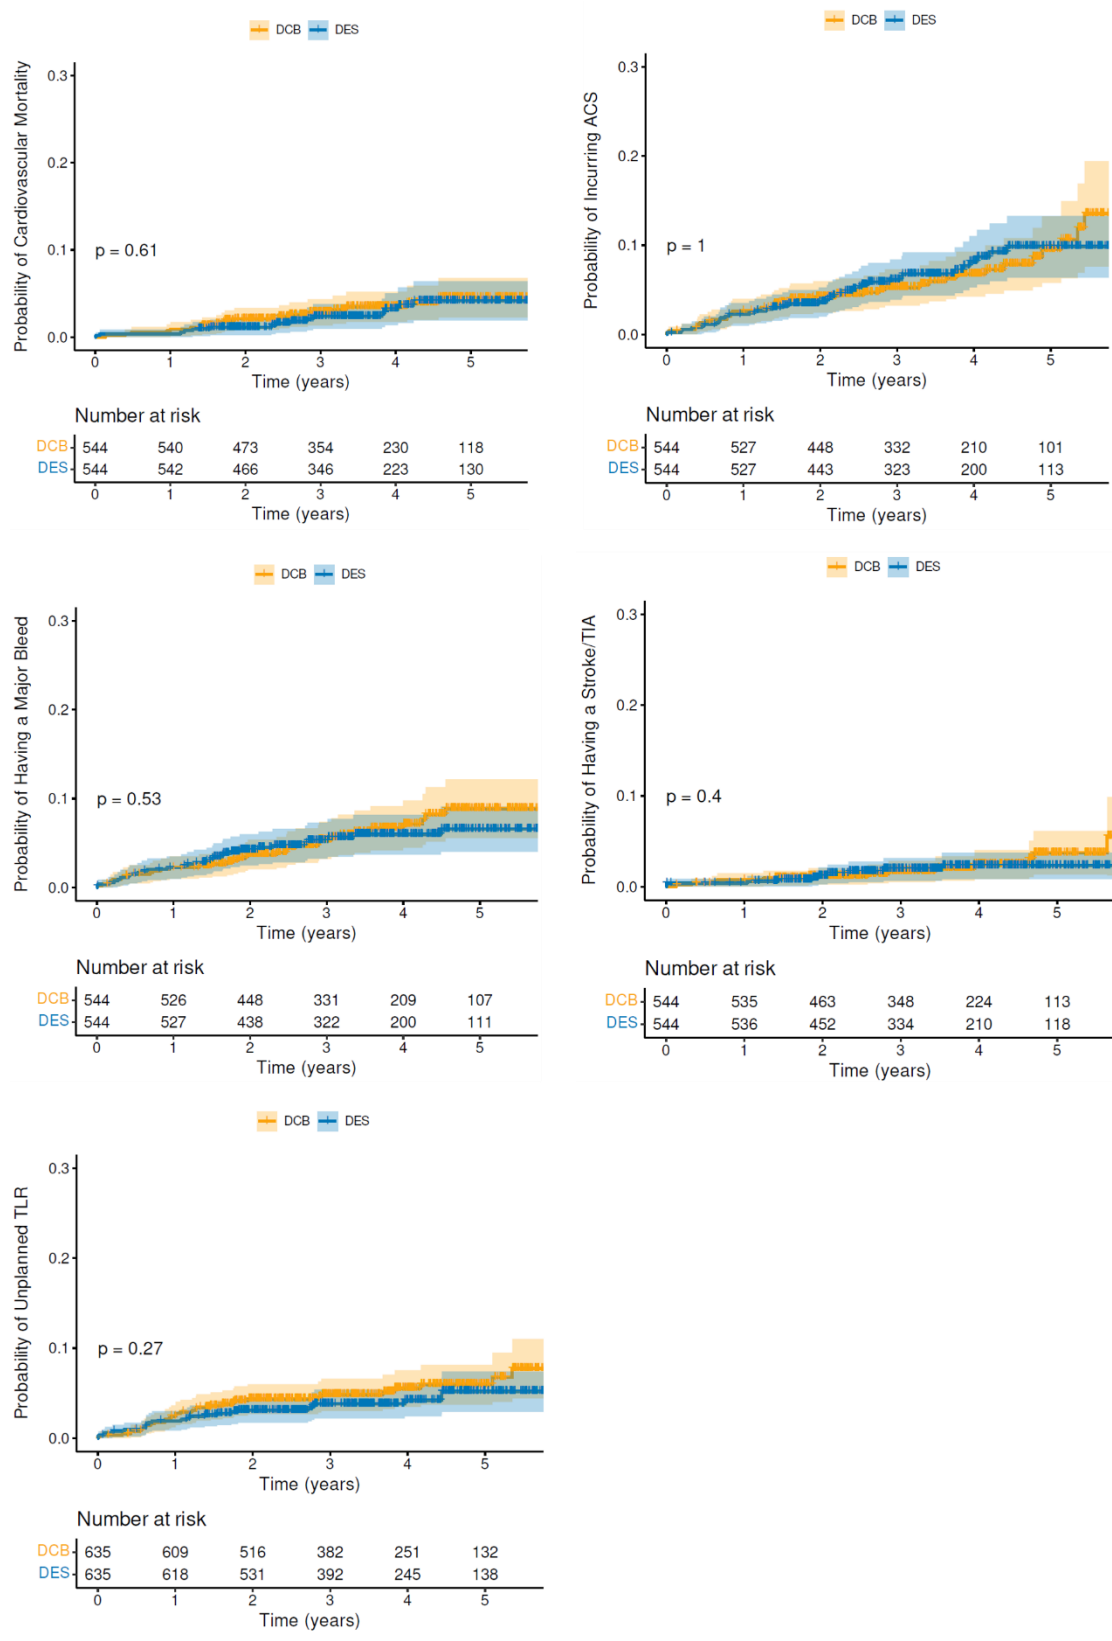 DCB DES
Probability of Cardiovascular Mortality
0.3
0.2
0.1
0.0
p = 0.61
0 1 2 3 4 5
Time (years)
Number at risk
DCB 544 540 473 354 230 118
DES 544 542 466 346 223 130
0 1 2 3 4 5
Time (years)
DCB DES
Probability of Incurring ACS
0.3
0.2
0.1
0.0
p = 1
0 1 2 3 4 5
Time (years)
Number at risk
DCB 544 527 448 332 210 101
DES 544 527 443 323 200 113
0 1 2 3 4 5
Time (years)
DCB DES
Probability of Having a Major Bleed
0.3
0.2
0.1
0.0
p = 0.53
0 1 2 3 4 5
Time (years)
Number at risk
DCB 544 526 448 331 209 107
DES 544 527 438 322 200 111
0 1 2 3 4 5
Time (years)
DCB DES
Probability of Having a Stroke/TIA
0.3
0.2
0.1
0.0
p = 0.4
0 1 2 3 4 5
Time (years)
Number at risk
DCB 544 535 463 348 224 113
DES 544 536 452 334 210 118
0 1 2 3 4 5
Time (years)
DCB DES
Probability of Unplanned TLR
0.3
0.2
0.1
0.0
p = 0.27
0 1 2 3 4 5
Time (years)
Number at risk
DCB 635 609 516 382 251 132
DES 635 618 531 392 245 138
0 1 2 3 4 5
Time (years)